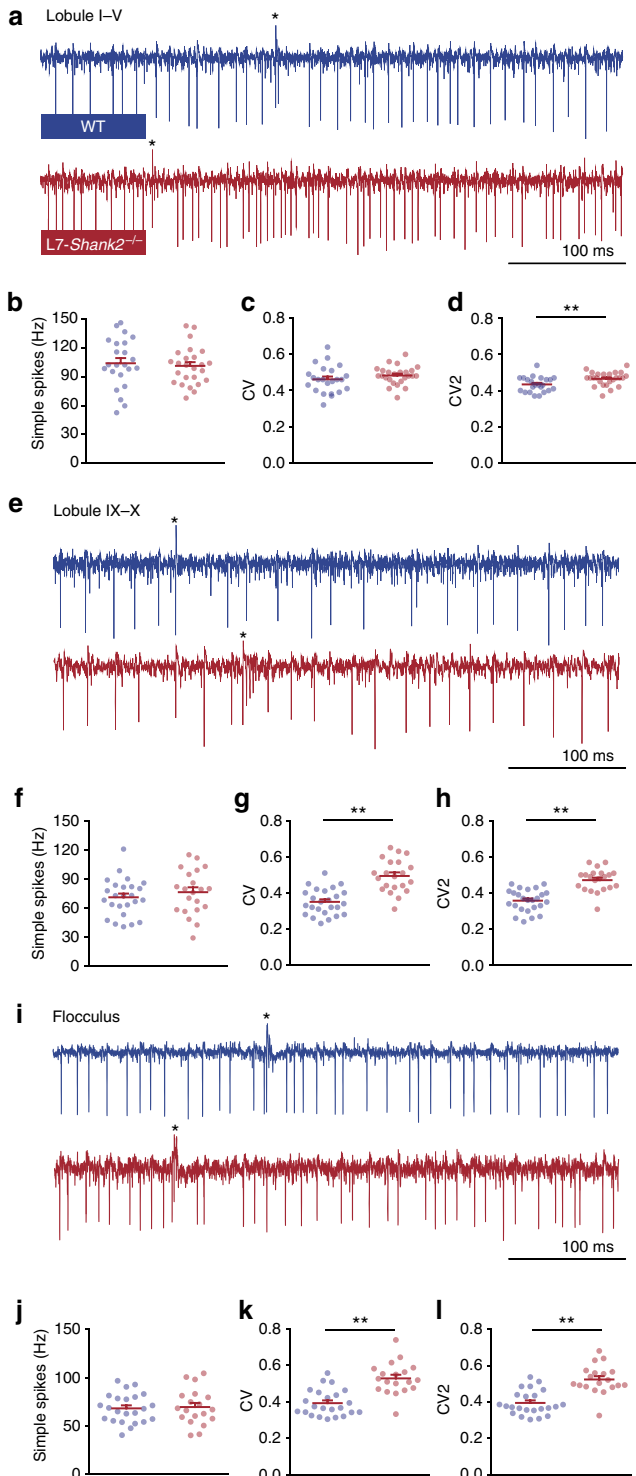 a Lobule I–V
*
WT
*
L7-Shank2−/−
100 ms
b c d
150
120
90
60
30
0
Simple spikes (Hz)
0.8
0.6
0.4
0.2
0.0
CV
**
0.8
0.6
0.4
0.2
0.0
CV2
e Lobule IX–X
*
*
100 ms
f g h
150
120
90
60
30
0
Simple spikes (Hz)
**
0.8
0.6
0.4
0.2
0.0
CV
**
0.8
0.6
0.4
0.2
0.0
CV2
i Flocculus
*
*
100 ms
j k l
150
100
50
0
Simple spikes (Hz)
**
0.8
0.6
0.4
0.2
0.0
CV
**
0.8
0.6
0.4
0.2
0.0
CV2